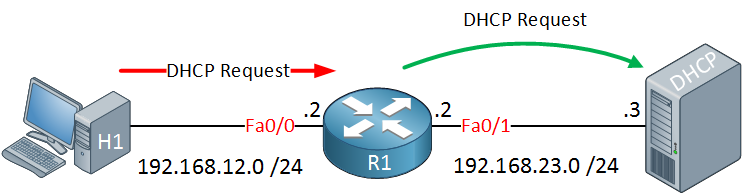 DHCP Request
DHCP Request
H1
Fa0/0
.2
R1
.2
Fa0/1
.3
DHCP
192.168.12.0 /24
192.168.23.0 /24